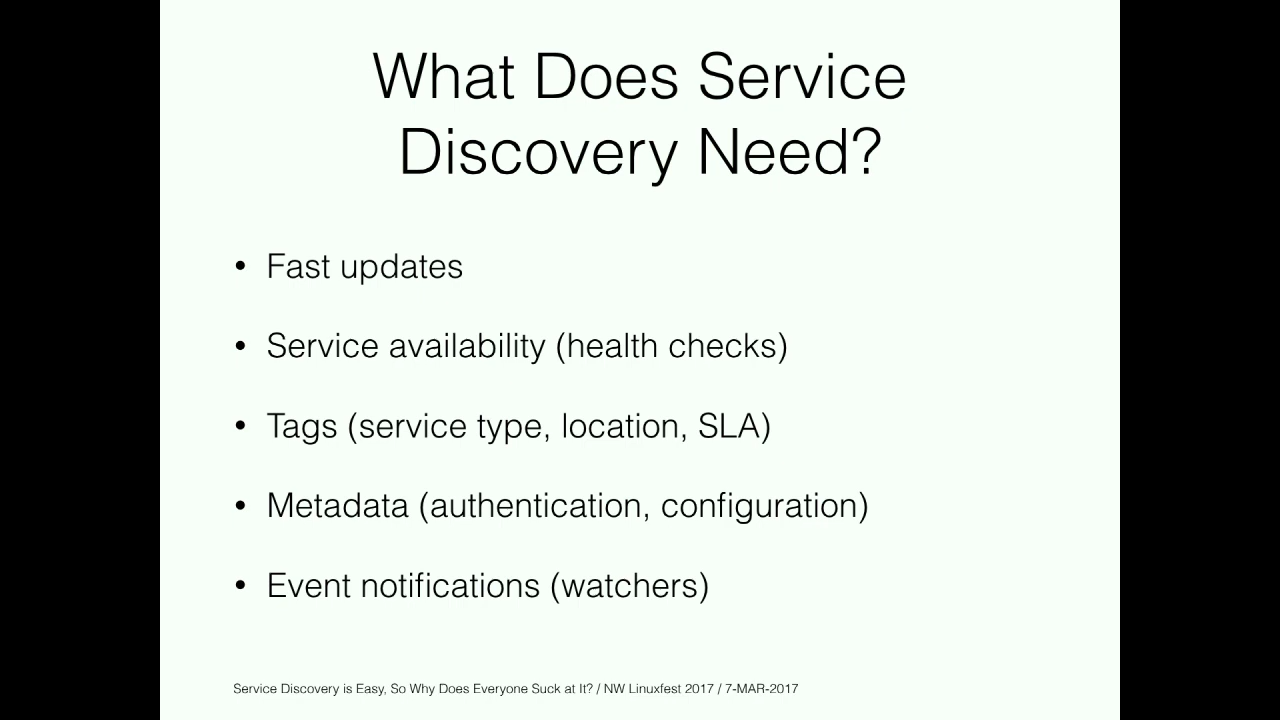 What Does Service
Discovery Need?
• Fast updates
• Service availability (health checks)
• Tags (service type, location, SLA)
• Metadata (authentication, configuration)
• Event notifications (watchers)
Service Discovery is Easy, So Why Does Everyone Suck at It? / NW Linuxfest 2017 / 7-MAR-2017